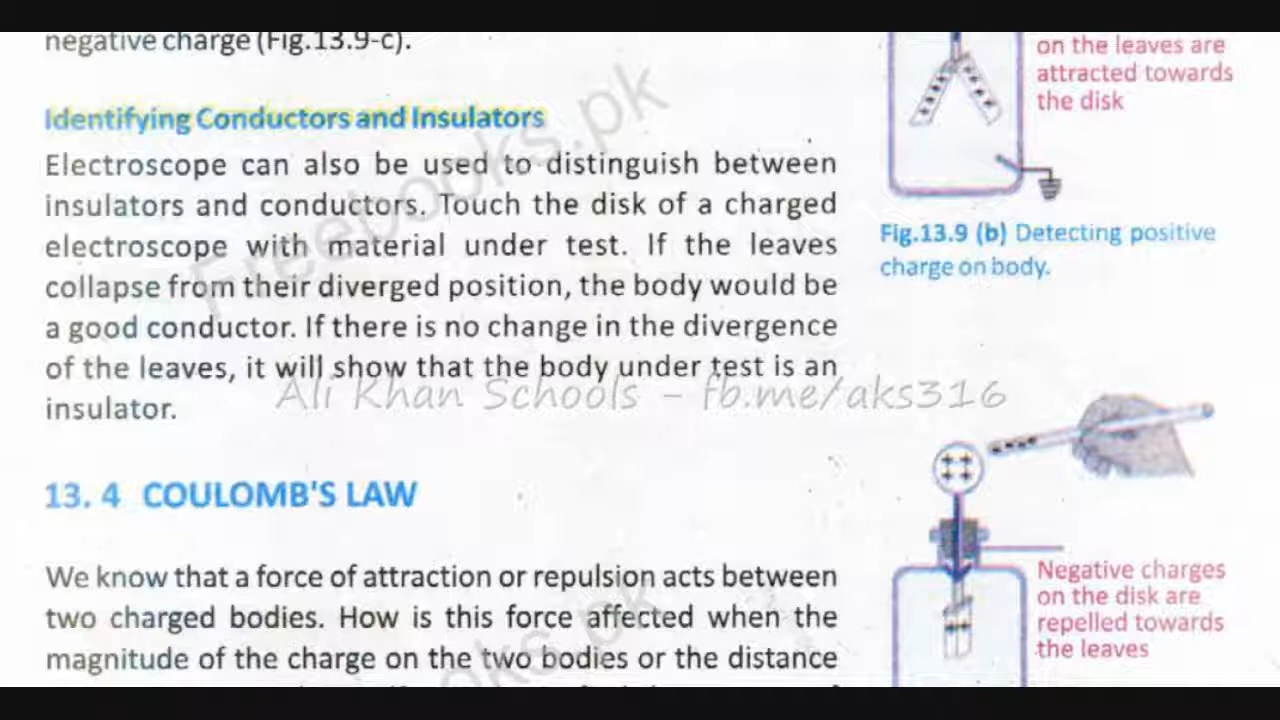 negative charge (Fig.13.9-c).
Identifying Conductors and Insulators
Electroscope can also be used to distinguish between
insulators and conductors. Touch the disk of a charged
electroscope with material under test. If the leaves
collapse from their diverged position, the body would be
a good conductor. If there is no change in the divergence
of the leaves, it will show that the body under test is an
insulator.
Ali Khan Schools – fb.me/aks316
13. 4 COULOMB'S LAW
We know that a force of attraction or repulsion acts between
two charged bodies. How is this force affected when the
magnitude of the charge on the two bodies or the distance
on the leaves are
attracted towards
the disk
Fig.13.9 (b) Detecting positive
charge on body.
Negative charges
on the disk are
repelled towards
the leaves
Freebooks.pk